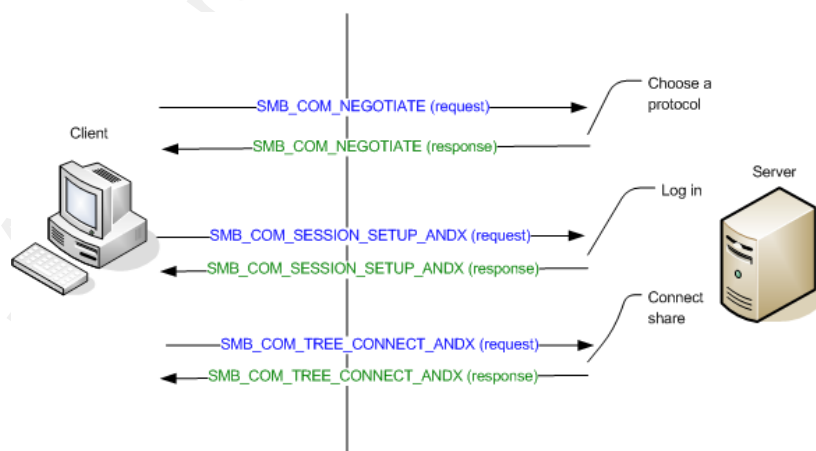 SMB_COM_NEGOTIATE (request)
Choose a
protocol
Client
SMB_COM_NEGOTIATE (response)
Server
Log in
SMB_COM_SESSION_SETUP_ANDX (request)
SMB_COM_SESSION_SETUP_ANDX (response)
Connect
share
SMB_COM_TREE_CONNECT_ANDX (request)
SMB_COM_TREE_CONNECT_ANDX (response)